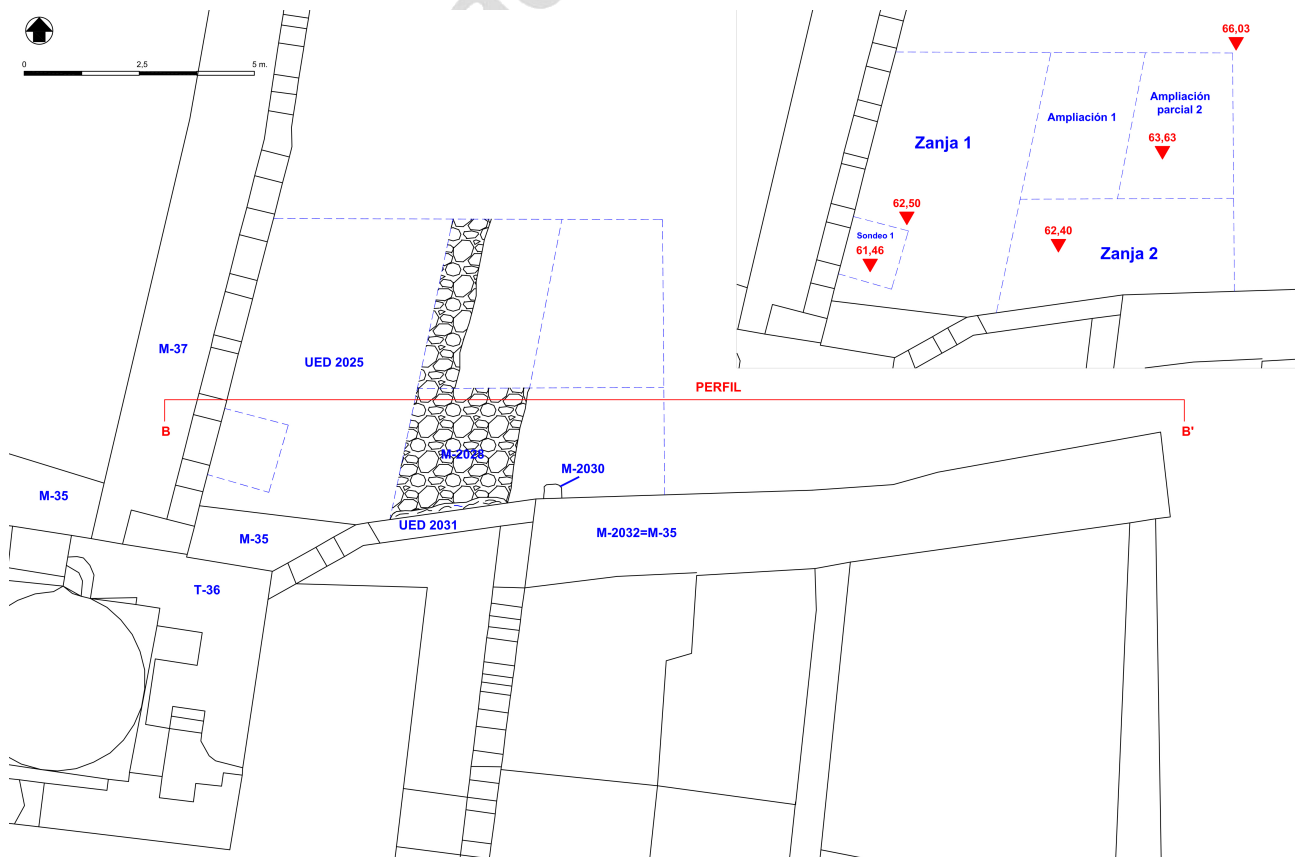 0 2,5 5 m.
66,03
Ampliación
parcial 2
Ampliación 1
Zanja 1
63,63
62,50
Sondeo 1
61,46
62,40
Zanja 2
M-37
UED 2025
PERFIL
B
B'
M-2028
M-2030
M-35
UED 2031
M-35
M-2032=M-35
T-36